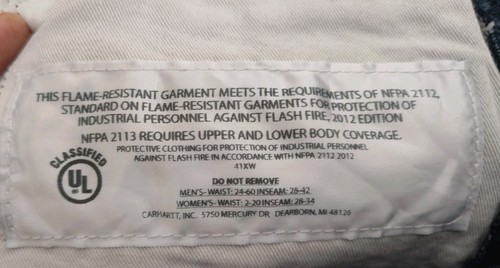 THIS FLAME-RESISTANT GARMENT MEETS THE REQUIREMENTS OF NFPA 2112,
STANDARD ON FLAME-RESISTANT GARMENTS FOR PROTECTION OF
INDUSTRIAL PERSONNEL AGAINST FLASH FIRE, 2012 EDITION
NFPA 2113 REQUIRES UPPER AND LOWER BODY COVERAGE.
PROTECTIVE CLOTHING FOR PROTECTION OF INDUSTRIAL PERSONNEL
AGAINST FLASH FIRE IN ACCORDANCE WITH NFPA 2112 2012
41XW
CLASSIFIED
UL
DO NOT REMOVE
MEN'S- WAIST: 24-60 INSEAM: 26-42
WOMEN'S- WAIST: 2-20 INSEAM: 28-34
CARHARTT, INC. 5750 MERCURY DR. DEARBORN, MI 48126